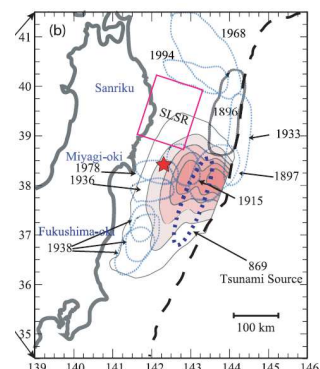 (b)
1968
1994
Sanriku
SLSR
1896
1933
Miyagi-oki
1978
1936
1897
1915
Fukushima-oki
1938
869
Tsunami Source
100 km
41
40
39
38
37
36
35
139 140 141 142 143 144 145 146